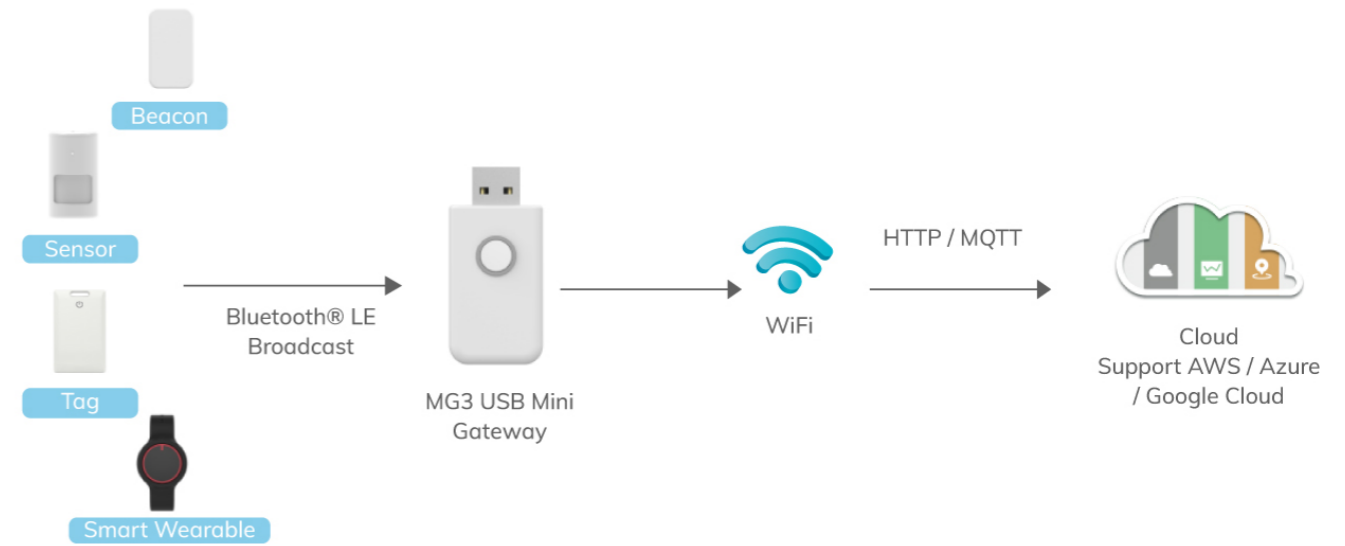 Beacon
Sensor
Tag
Smart Wearable
Bluetooth® LE
Broadcast
MG3 USB Mini
Gateway
WiFi
HTTP / MQTT
Cloud
Support AWS / Azure
/ Google Cloud